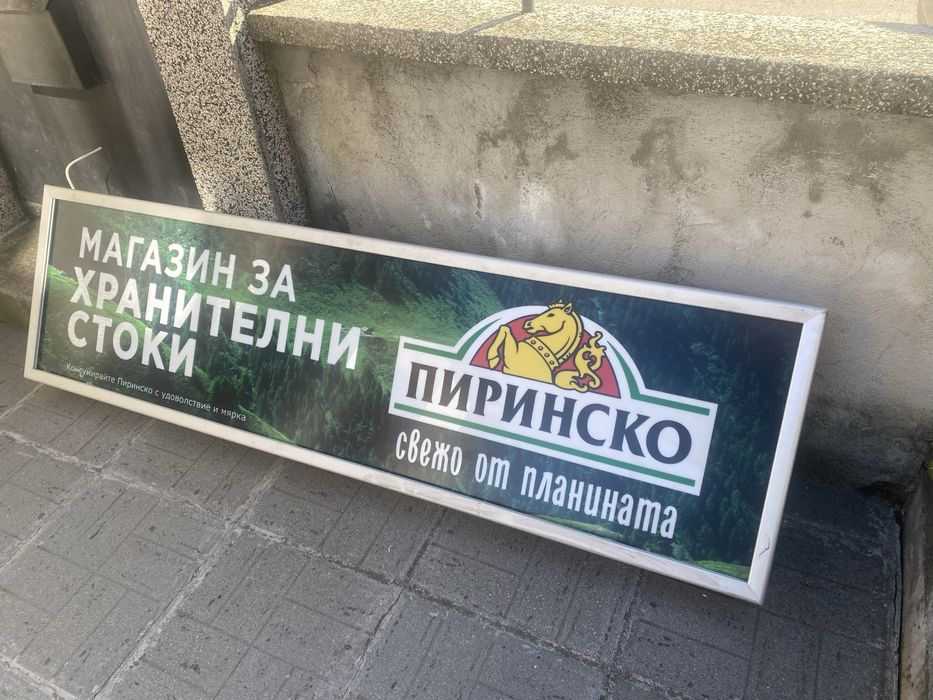 МАГАЗИН ЗА
ХРАНИТЕЛНИ
СТОКИ
Консумирайте Пиринско с удоволствие и мярка
ПИРИНСКО
свежо от планината